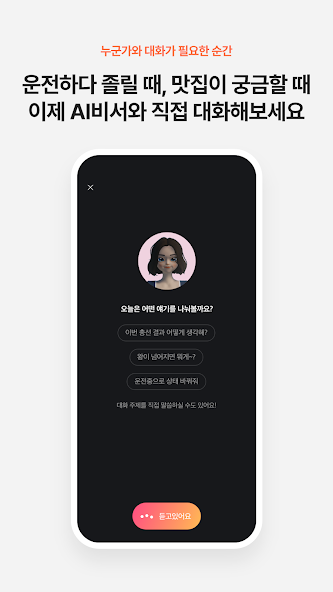 누군가와 대화가 필요한 순간
운전하다 졸릴 때, 맛집이 궁금할 때
이제 AI비서와 직접 대화해보세요
오늘은 어떤 얘기를 나눠볼까요?
이번 총선 결과 어떻게 생각해?
왕이 넘어지면 뭐게~?
운전중으로 상태 바꿔줘
대화 주제를 직접 말씀하실 수도 있어요!
듣고있어요